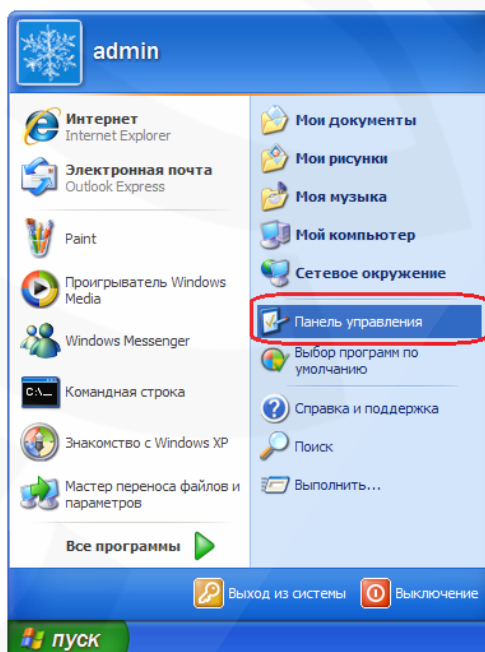 admin
Интернет
Internet Explorer
Электронная почта
Outlook Express
Paint
Проигрыватель Windows
Media
Windows Messenger
C:\_
Командная строка
Знакомство с Windows XP
Мастер переноса файлов и
параметров
Все программы
Мои документы
Мои рисунки
Моя музыка
Мой компьютер
Сетевое окружение
Панель управления
Выбор программ по
умолчанию
Справка и поддержка
Поиск
Выполнить...
Выход из системы
Выключение
пуск